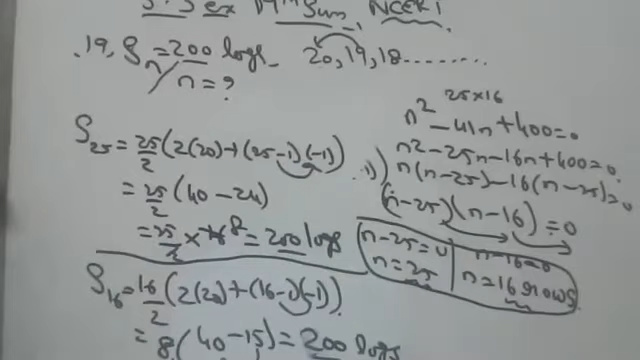 5.3 Ex 19th Sum, NCERT
19, Sn = 200 logs 20, 19, 18........
n = ?
25x16
n² - 41n + 400 = 0
n² - 25n - 16n + 400 = 0
n(n-25) - 16(n-25) = 0
(n-25)(n-16) = 0
n-25 = 0 | n-16 = 0
n = 25 | n = 16 rows
S25 = 25/2 (2(20) + (25-1)(-1))
= 25/2 (40 - 24)
= 25/2 x 16 8 = 200 logs
S16 = 16/2 (2(20) + (16-1)(-1))
= 8(40-15) = 200 logs